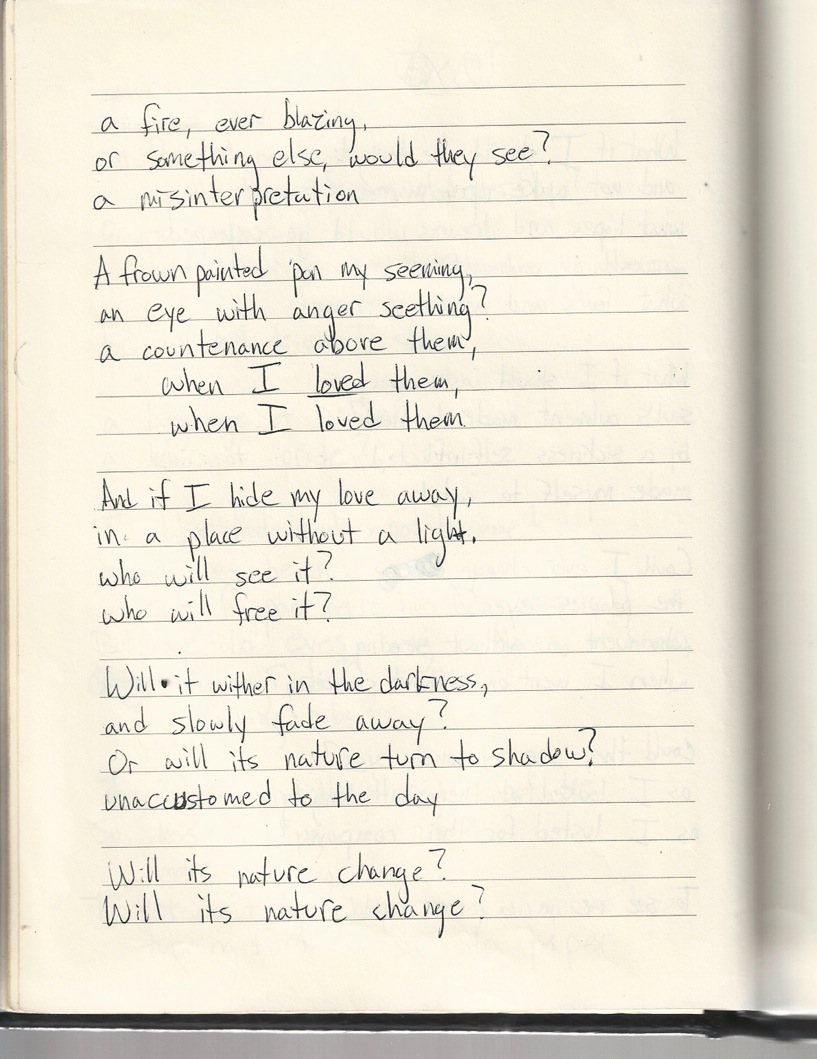 a fire, ever blazing,
or something else, would they see?
a misinterpretation
A frown painted 'pon my seeming,
an eye with anger seething?
a countenance above them,
when I loved them,
when I loved them
And if I hide my love away,
in a place without a light,
who will see it?
who will free it?
Will it wither in the darkness,
and slowly fade away?
Or will its nature turn to shadow?
unaccustomed to the day
Will its nature change?
Will its nature change?